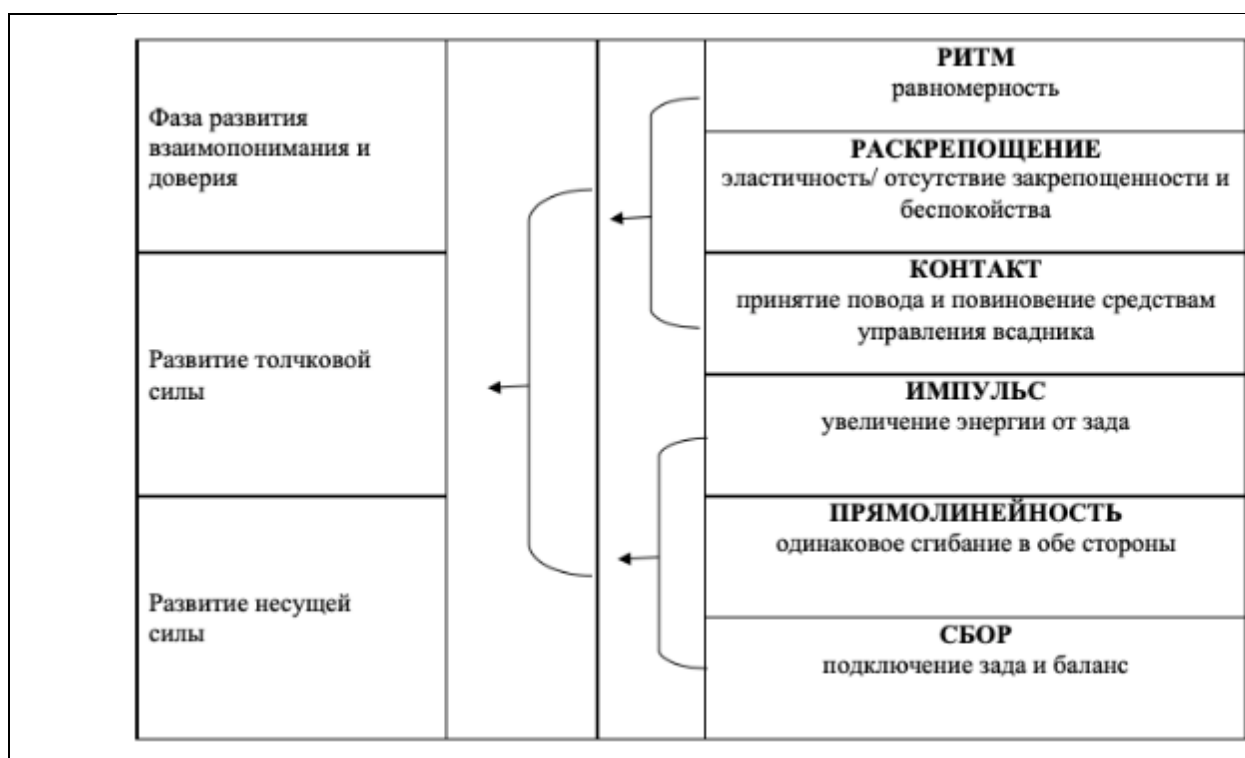 Фаза развития
взаимопонимания и
доверия
Развитие толчковой
силы
Развитие несущей
силы
РИТМ
равномерность
РАСКРЕПОЩЕНИЕ
эластичность/ отсутствие закрепощенности и
беспокойства
КОНТАКТ
принятие повода и повиновение средствам
управления всадника
ИМПУЛЬС
увеличение энергии от зада
ПРЯМОЛИНЕЙНОСТЬ
одинаковое сгибание в обе стороны
СБОР
подключение зада и баланс